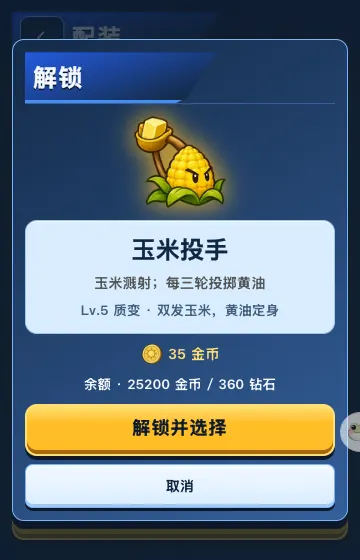 配装
解锁
玉米投手
玉米溅射；每三轮投掷黄油
Lv.5 质变 · 双发玉米，黄油定身
35 金币
余额 · 25200 金币 / 360 钻石
解锁并选择
取消